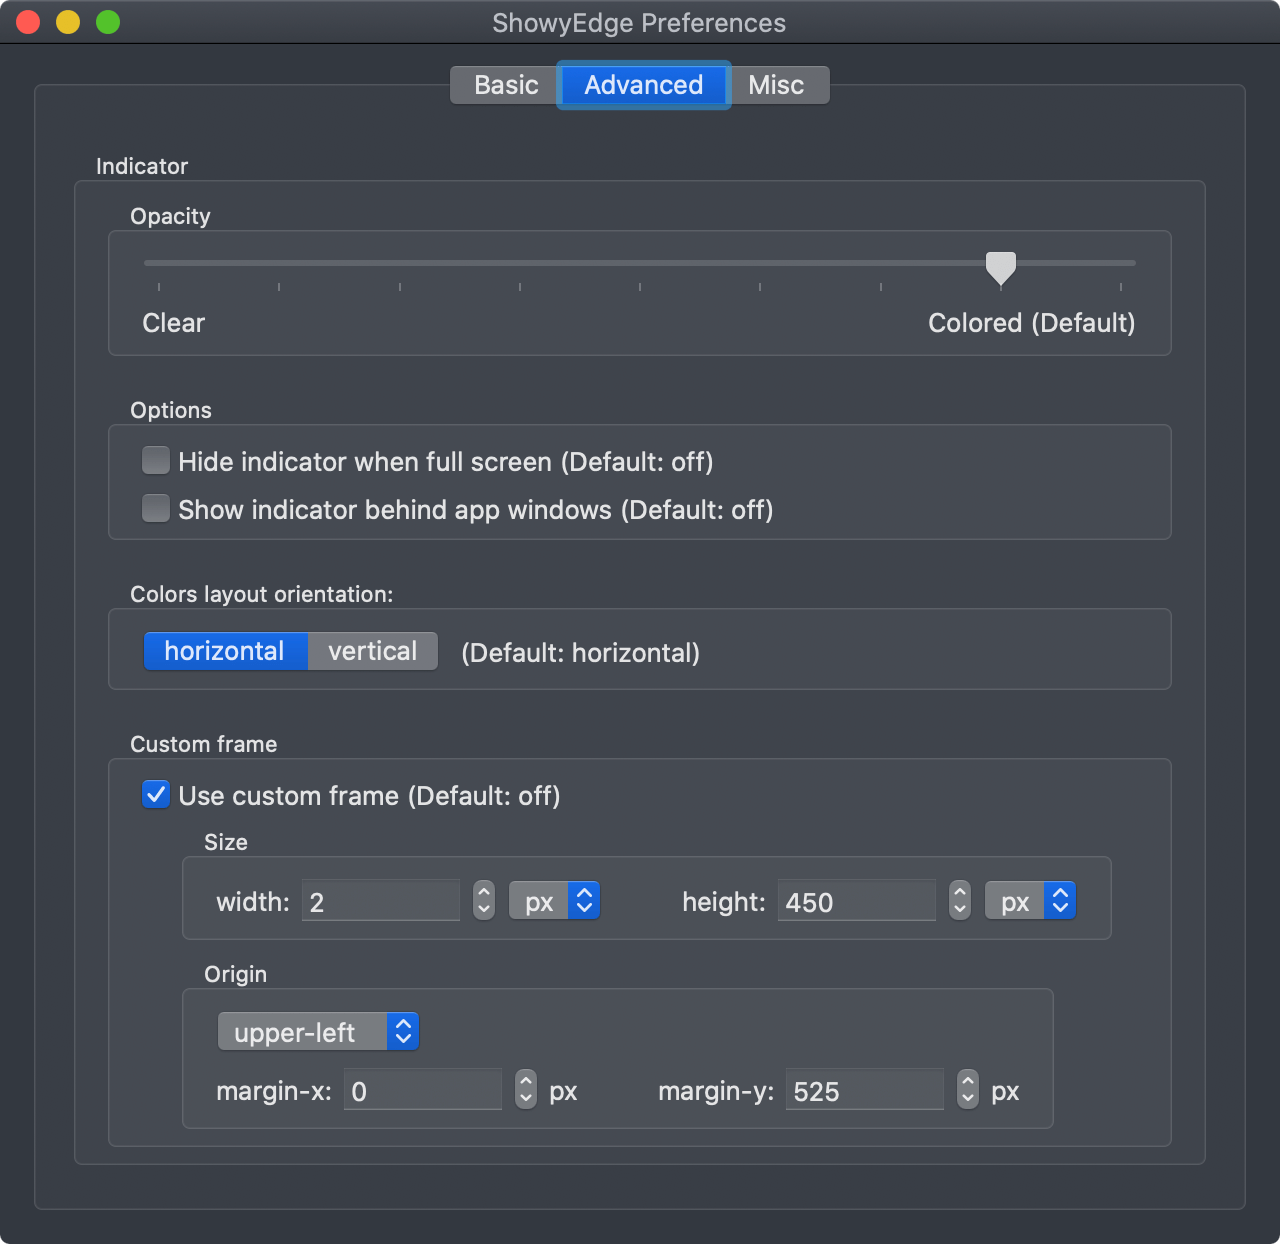 ShowyEdge Preferences
Basic Advanced Misc
Indicator
Opacity
Clear Colored (Default)
Options
Hide indicator when full screen (Default: off)
Show indicator behind app windows (Default: off)
Colors layout orientation:
horizontal vertical (Default: horizontal)
Custom frame
Use custom frame (Default: off)
Size
width: 2 px height: 450 px
Origin
upper-left
margin-x: 0 px margin-y: 525 px